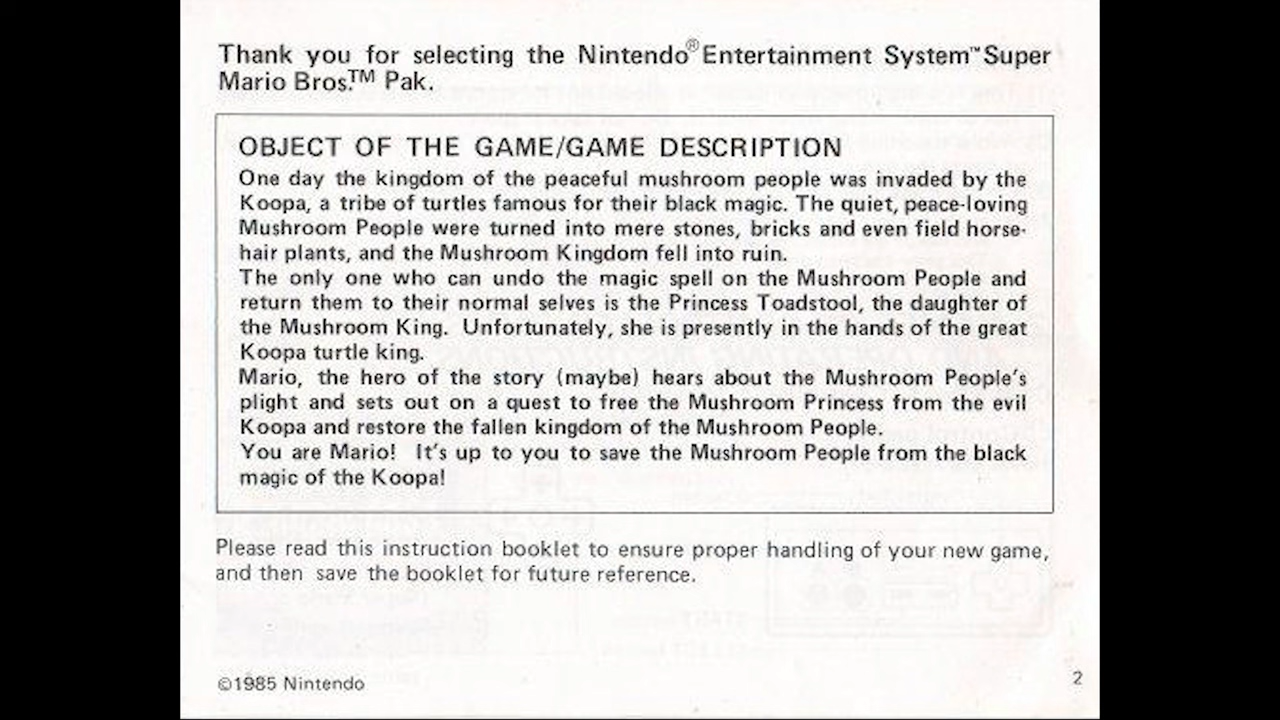 Thank you for selecting the Nintendo® Entertainment System™ Super
Mario Bros.™ Pak.
OBJECT OF THE GAME/GAME DESCRIPTION
One day the kingdom of the peaceful mushroom people was invaded by the
Koopa, a tribe of turtles famous for their black magic. The quiet, peace-loving
Mushroom People were turned into mere stones, bricks and even field horse-
hair plants, and the Mushroom Kingdom fell into ruin.
The only one who can undo the magic spell on the Mushroom People and
return them to their normal selves is the Princess Toadstool, the daughter of
the Mushroom King. Unfortunately, she is presently in the hands of the great
Koopa turtle king.
Mario, the hero of the story (maybe) hears about the Mushroom People's
plight and sets out on a quest to free the Mushroom Princess from the evil
Koopa and restore the fallen kingdom of the Mushroom People.
You are Mario! It's up to you to save the Mushroom People from the black
magic of the Koopa!
Please read this instruction booklet to ensure proper handling of your new game,
and then save the booklet for future reference.
©1985 Nintendo
2